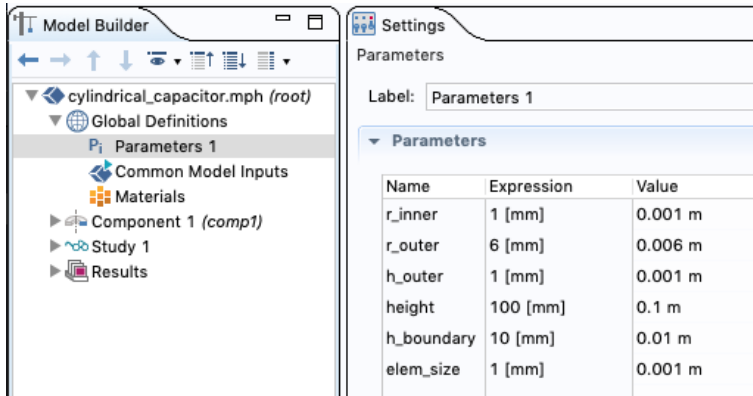 Model Builder
cylindrical_capacitor.mph (root)
Global Definitions
Pi Parameters 1
Common Model Inputs
Materials
Component 1 (comp1)
Study 1
Results
Settings
Parameters
Label: Parameters 1
Parameters
Name Expression Value
r_inner 1 [mm] 0.001 m
r_outer 6 [mm] 0.006 m
h_outer 1 [mm] 0.001 m
height 100 [mm] 0.1 m
h_boundary 10 [mm] 0.01 m
elem_size 1 [mm] 0.001 m